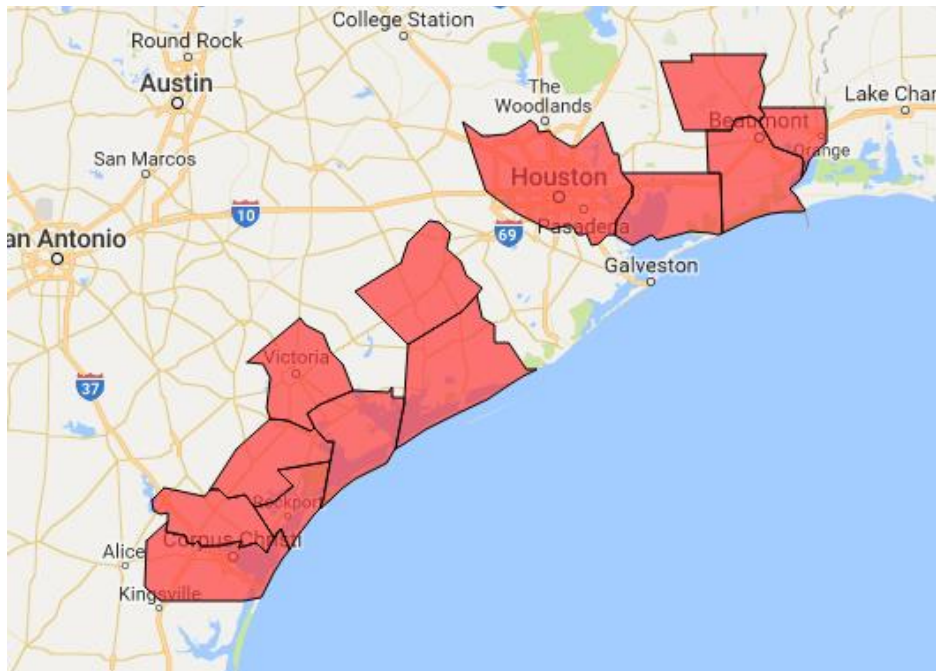 College Station
Round Rock
Austin
The
Woodlands
Lake Char
Beaumont
Orange
San Marcos
Houston
10
Pasadena
69
an Antonio
Galveston
Victoria
37
Rockport
Corpus Christi
Alice
Kingsville